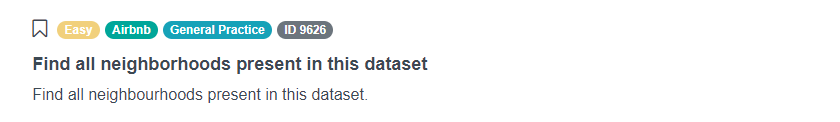 Easy Airbnb General Practice ID 9626
Find all neighborhoods present in this dataset
Find all neighbourhoods present in this dataset.